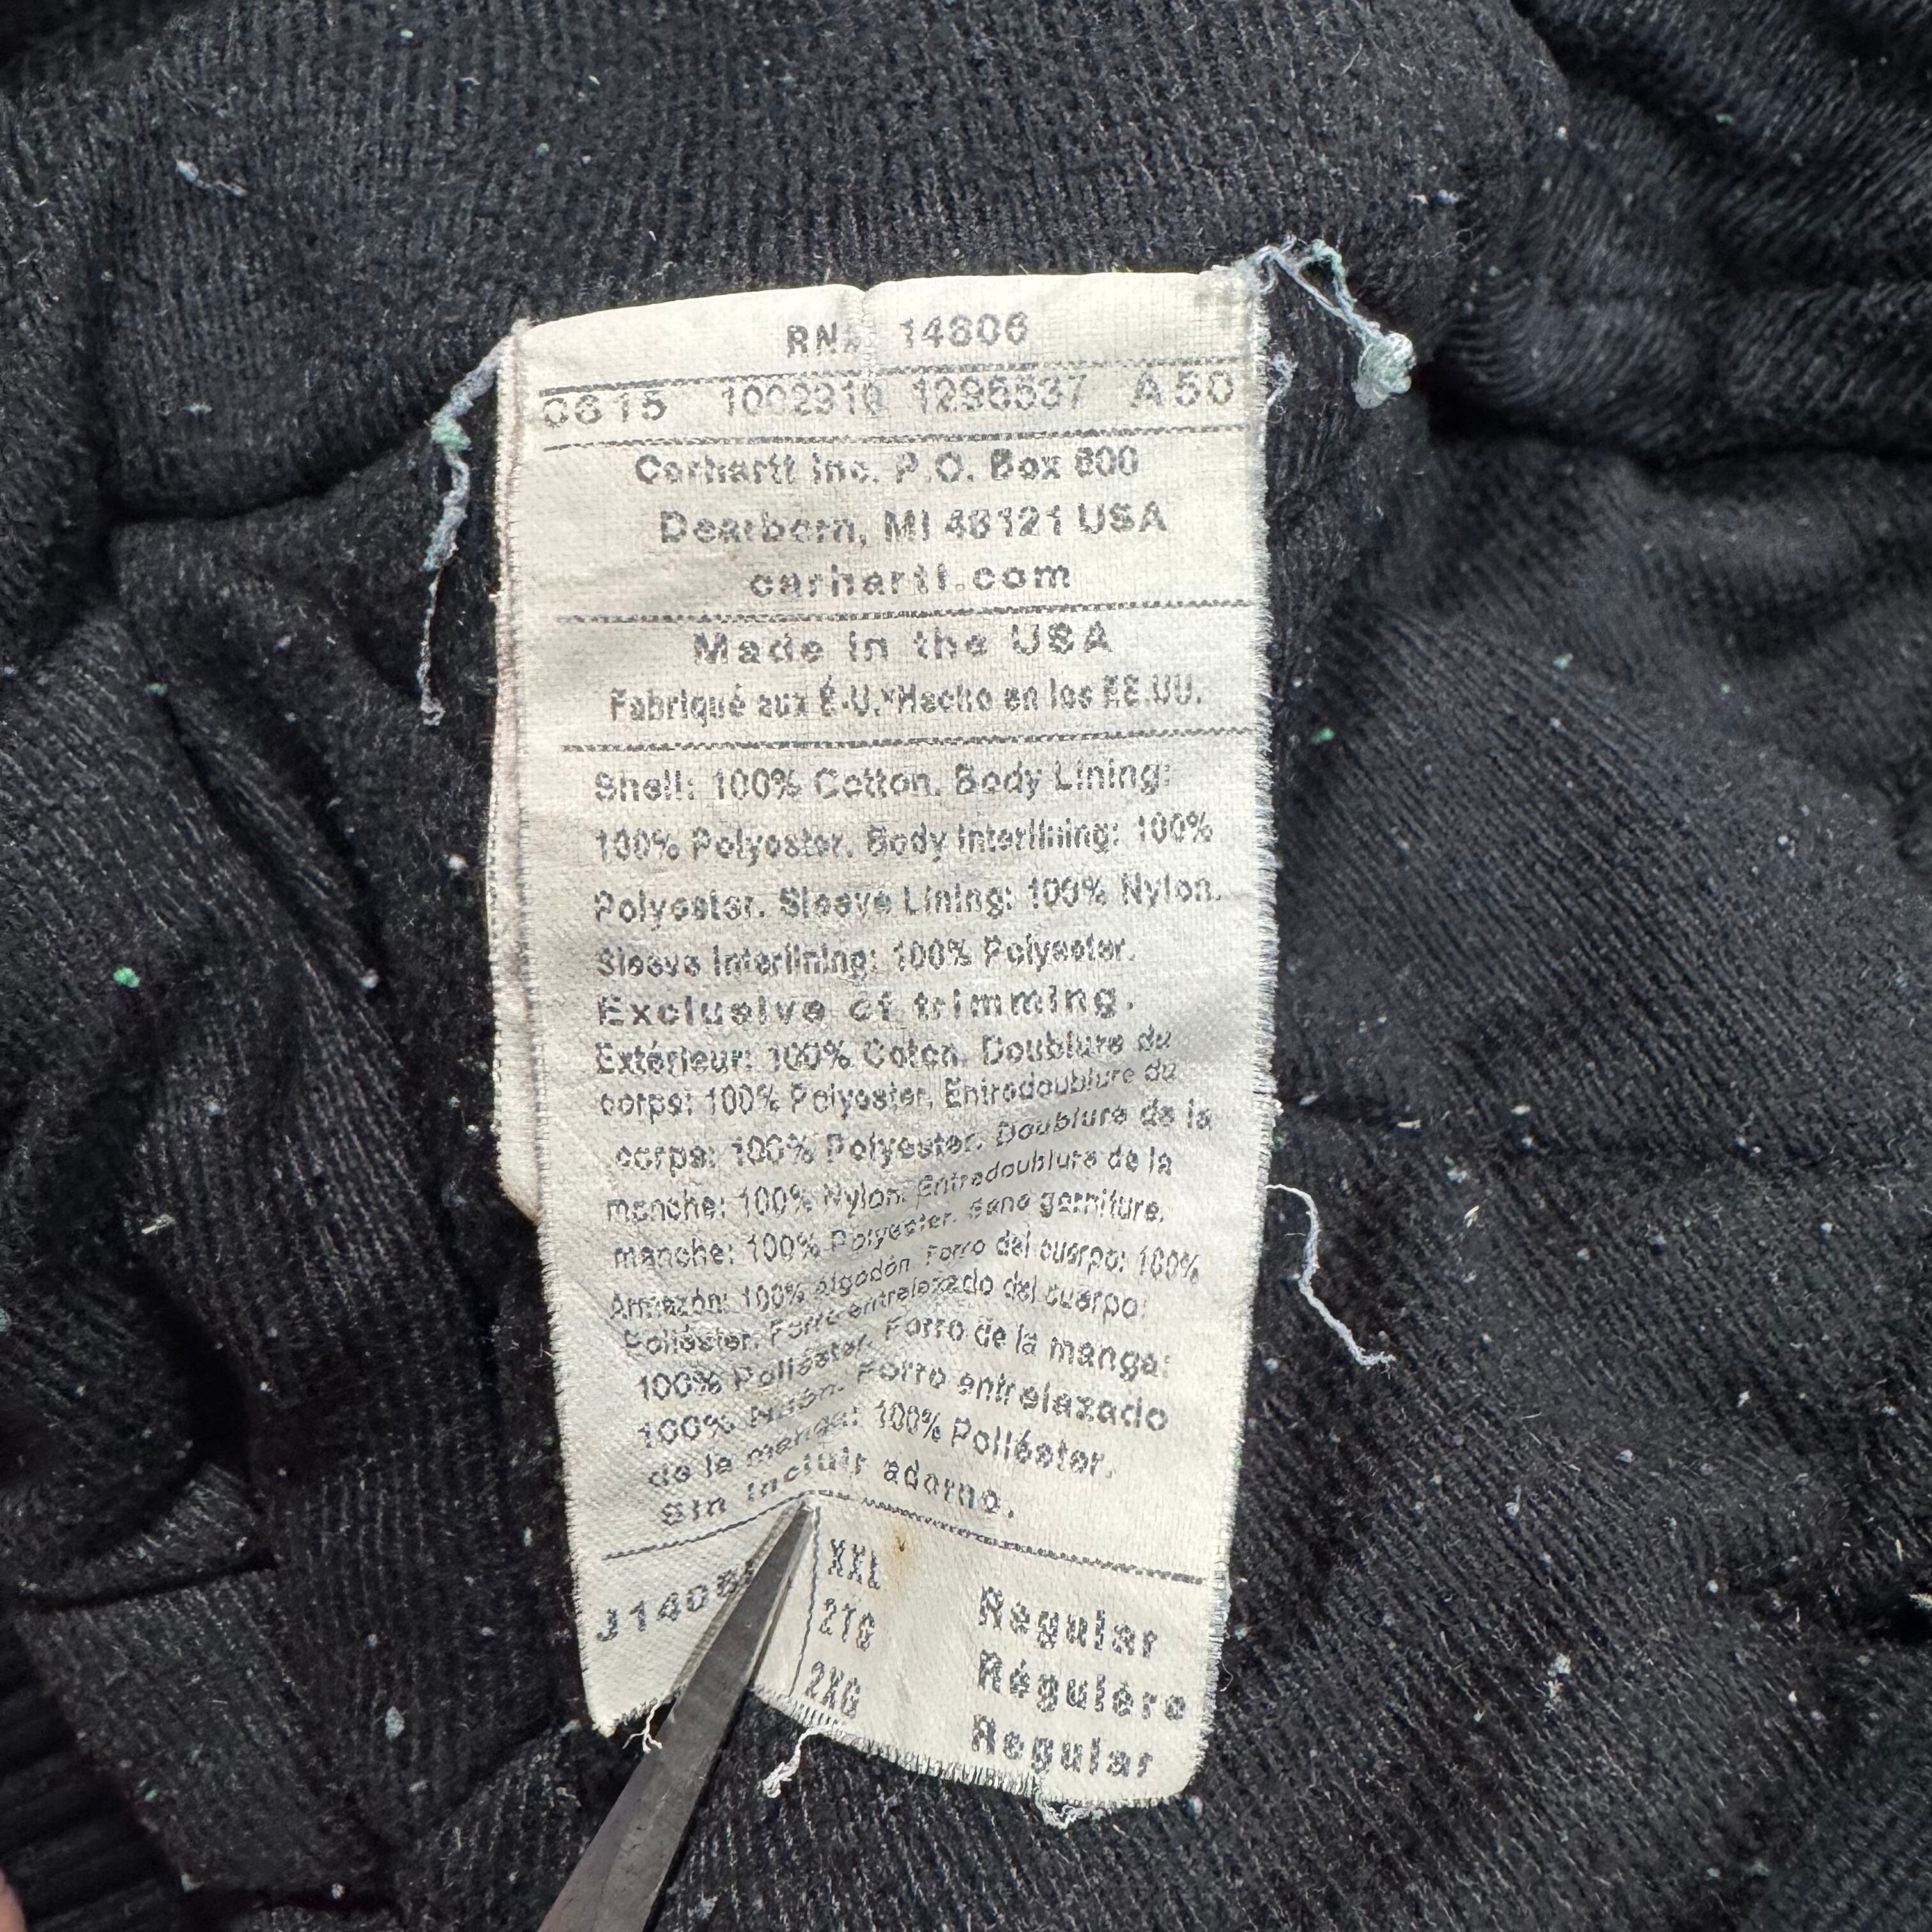 RN# 14806
0615 1002919 1296537 A50
Carhartt Inc. P.O. Box 600
Dearborn, MI 48121 USA
carhartt.com
Made in the USA
Fabriqué aux É-U.*Hecho en los EE.UU.
Shell: 100% Cotton. Body Lining:
100% Polyester. Body Interlining: 100%
Polyester. Sleeve Lining: 100% Nylon.
Sleeve Interlining: 100% Polyester.
Exclusive of trimming.
Extérieur: 100% Coton. Doublure du
corps: 100% Polyester. Entredoublure du
corps: 100% Polyester. Doublure de la
manche: 100% Nylon. Entredoublure de la
manche: 100% Polyester. Sans garniture.
Armazón: 100% algodón. Forro del cuerpo: 100%
Poliéster. Forro entrelazado del cuerpo:
100% Poliéster. Forro de la manga:
100% Nailon. Forro entrelazado
de la manga: 100% Poliéster.
Sin incluir adorno.
XXL Regular
2TG Régulère
2XG Regular